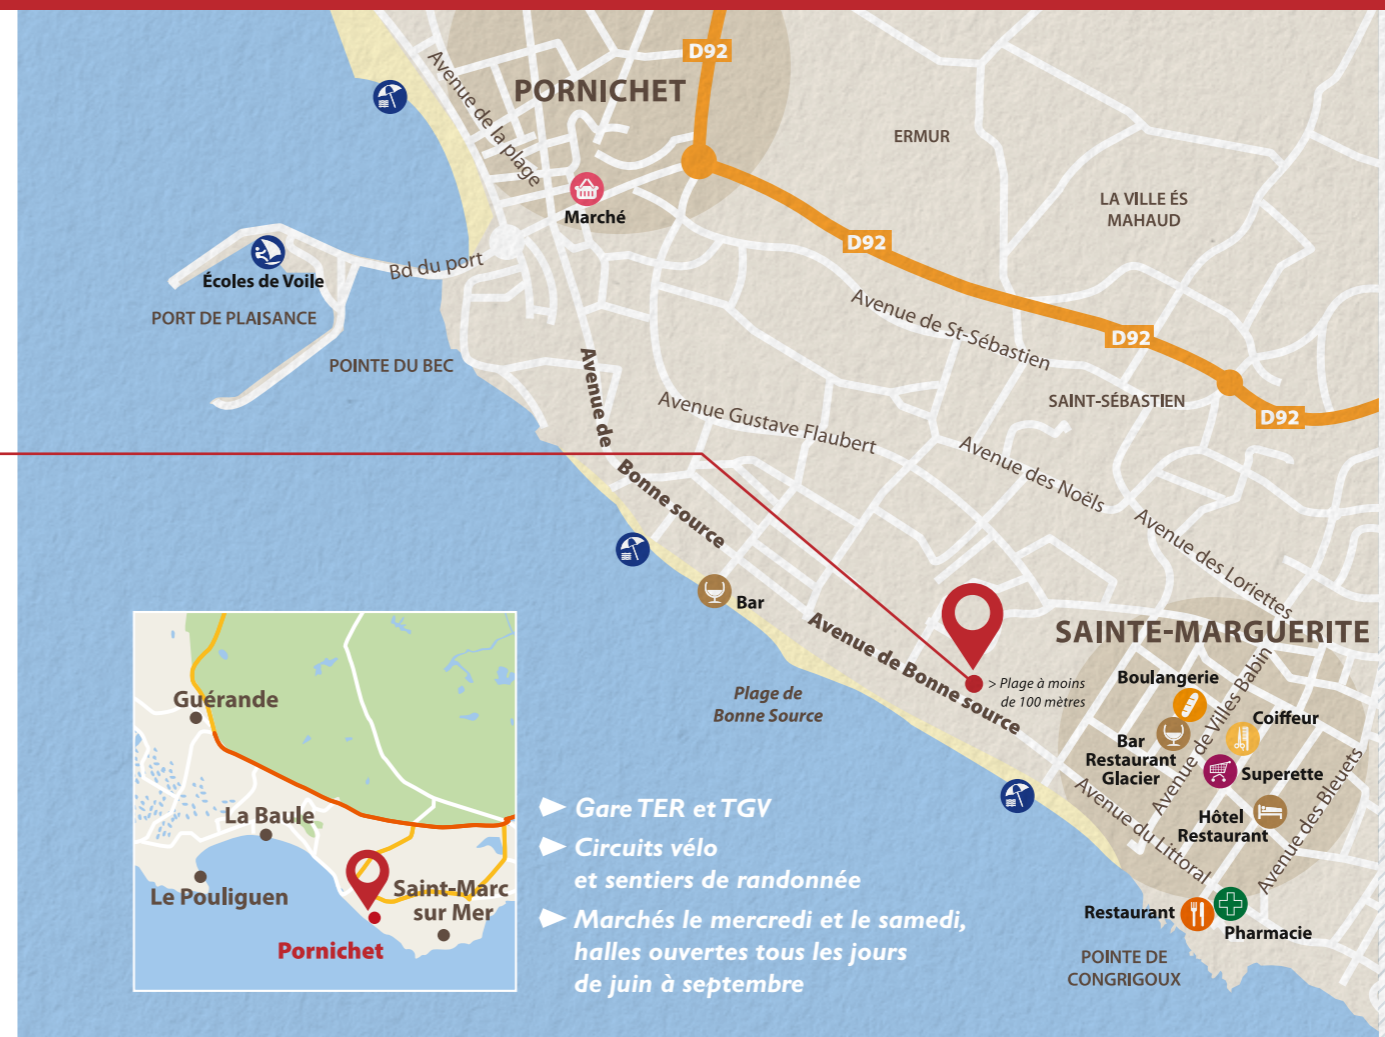 D92
PORNICHET
Avenue de la plage
ERMUR
Marché
LA VILLE ÉS
MAHAUD
D92
Écoles de Voile
Bd du port
PORT DE PLAISANCE
Avenue de St-Sébastien
D92
POINTE DU BEC
Avenue de
Bonne source
SAINT-SÉBASTIEN
D92
Avenue Gustave Flaubert
Avenue des Noëls
Avenue des Loriettes
Bar
Avenue de Bonne source
SAINTE-MARGUERITE
> Plage à moins
de 100 mètres
Plage de
Bonne Source
Boulangerie
Avenue de Villes Babin
Coiffeur
Bar
Restaurant
Glacier
Superette
Avenue des Bleuets
Hôtel
Restaurant
Avenue du Littoral
Restaurant
Pharmacie
POINTE DE
CONGRIGOUX
Guérande
La Baule
Le Pouliguen
Saint-Marc
sur Mer
Pornichet
Gare TER et TGV
Circuits vélo
et sentiers de randonnée
Marchés le mercredi et le samedi,
halles ouvertes tous les jours
de juin à septembre